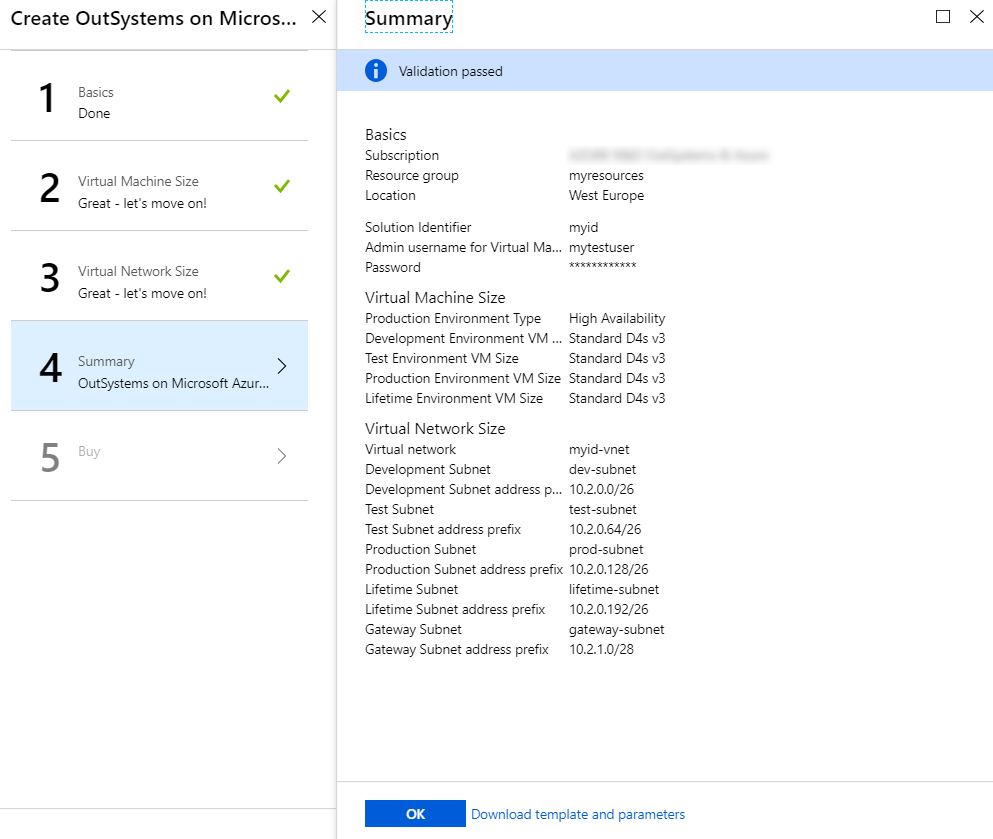 Create OutSystems on Micros...
1
Basics
Done
2
Virtual Machine Size
Great - let's move on!
3
Virtual Network Size
Great - let's move on!
4
Summary
OutSystems on Microsoft Azur...
5
Buy
Summary
Validation passed
Basics
Subscription
Resource group myresources
Location West Europe
Solution Identifier myid
Admin username for Virtual Ma... mytestuser
Password ************
Virtual Machine Size
Production Environment Type High Availability
Development Environment VM ... Standard D4s v3
Test Environment VM Size Standard D4s v3
Production Environment VM Size Standard D4s v3
Lifetime Environment VM Size Standard D4s v3
Virtual Network Size
Virtual network myid-vnet
Development Subnet dev-subnet
Development Subnet address p... 10.2.0.0/26
Test Subnet test-subnet
Test Subnet address prefix 10.2.0.64/26
Production Subnet prod-subnet
Production Subnet address prefix 10.2.0.128/26
Lifetime Subnet lifetime-subnet
Lifetime Subnet address prefix 10.2.0.192/26
Gateway Subnet gateway-subnet
Gateway Subnet address prefix 10.2.1.0/28
OK Download template and parameters